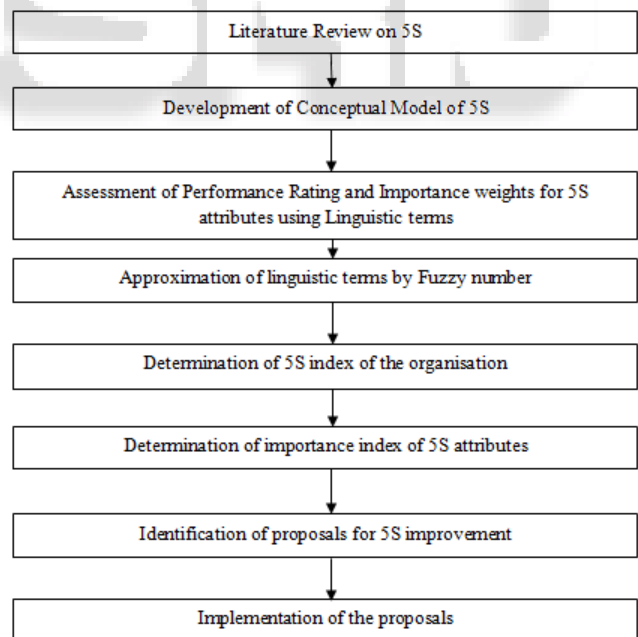 Literature Review on 5S
Development of Conceptual Model of 5S
Assessment of Performance Rating and Importance weights for 5S
attributes using Linguistic terms
Approximation of linguistic terms by Fuzzy number
Determination of 5S index of the organisation
Determination of importance index of 5S attributes
Identification of proposals for 5S improvement
Implementation of the proposals